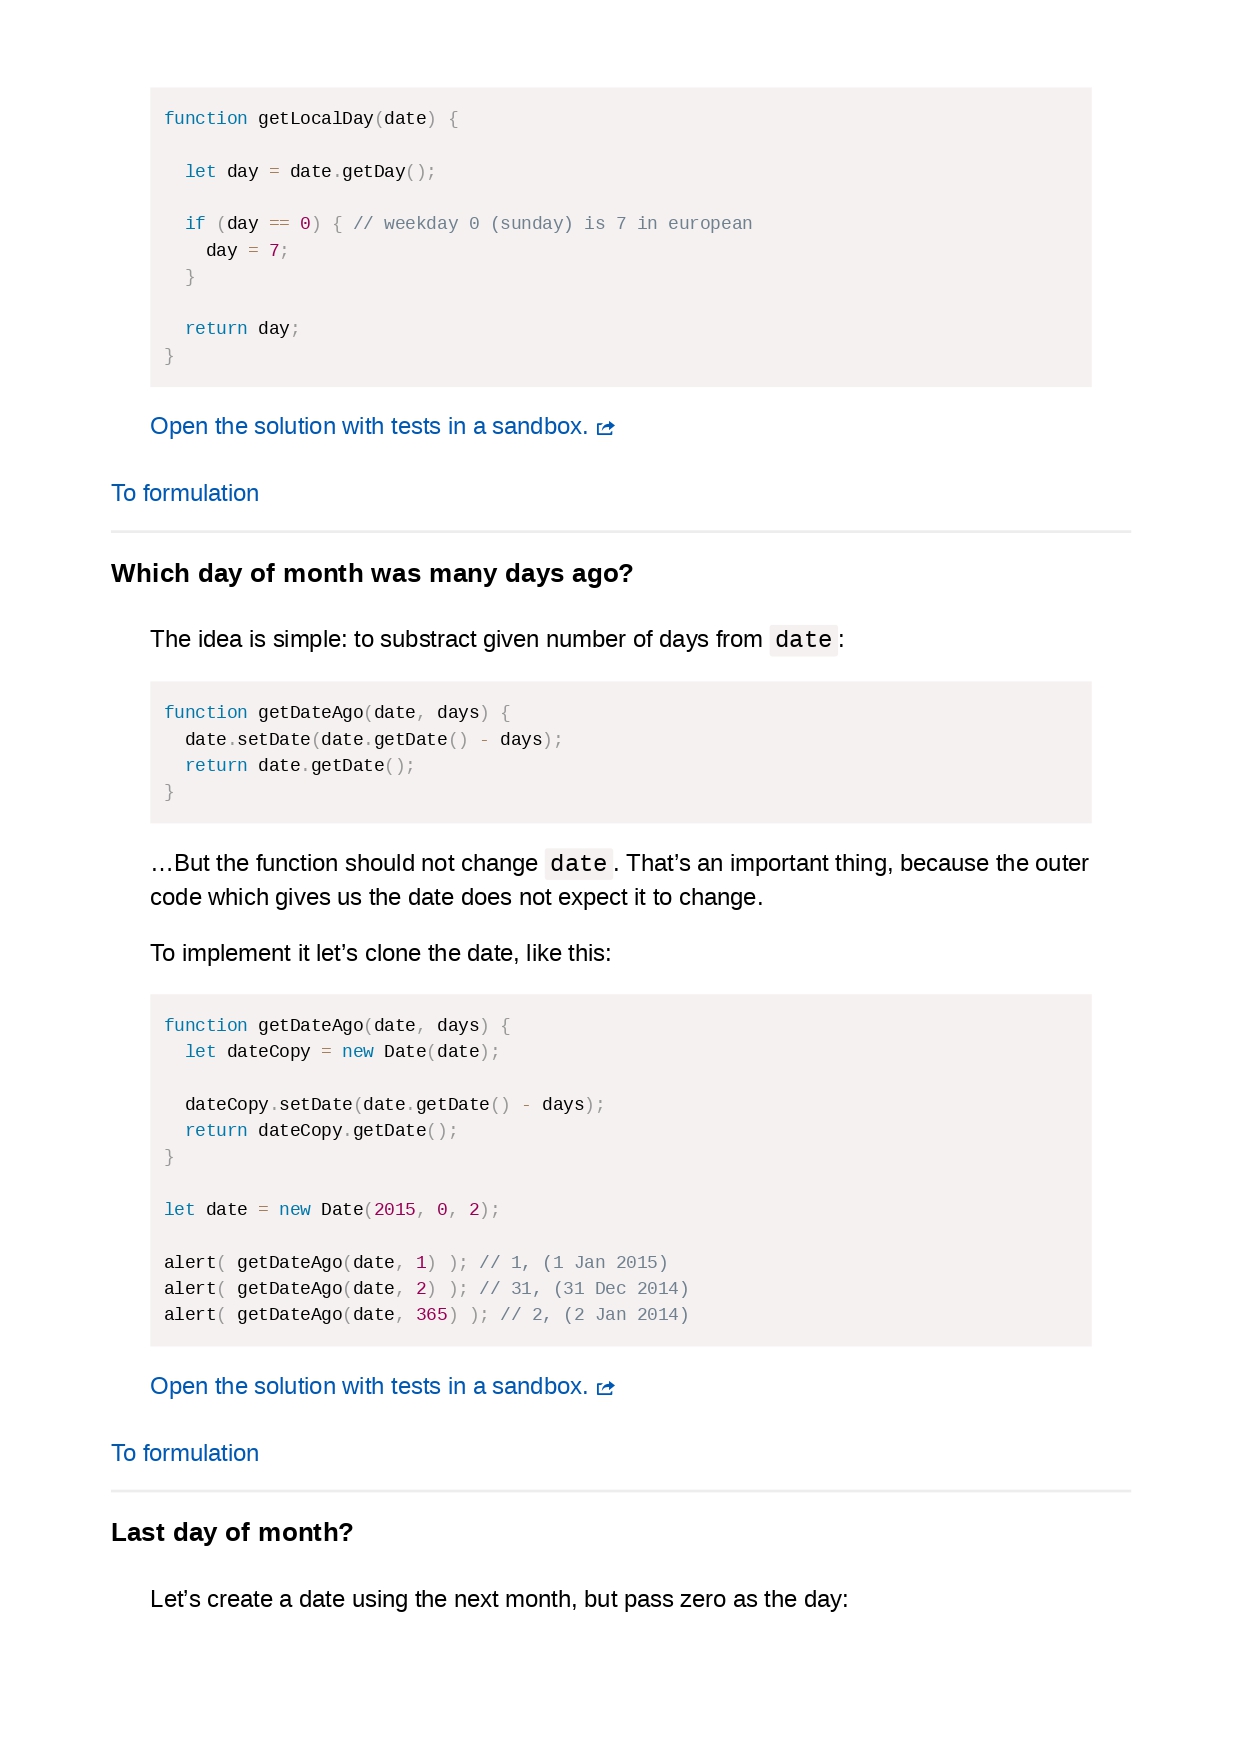 function getLocalDay(date) {

  let day = date.getDay();

  if (day == 0) { // weekday 0 (sunday) is 7 in european
    day = 7;
  }

  return day;
}
Open the solution with tests in a sandbox.
To formulation
Which day of month was many days ago?
The idea is simple: to substract given number of days from date:
function getDateAgo(date, days) {
  date.setDate(date.getDate() - days);
  return date.getDate();
}
…But the function should not change date. That’s an important thing, because the outer
code which gives us the date does not expect it to change.
To implement it let’s clone the date, like this:
function getDateAgo(date, days) {
  let dateCopy = new Date(date);

  dateCopy.setDate(date.getDate() - days);
  return dateCopy.getDate();
}

let date = new Date(2015, 0, 2);

alert( getDateAgo(date, 1) ); // 1, (1 Jan 2015)
alert( getDateAgo(date, 2) ); // 31, (31 Dec 2014)
alert( getDateAgo(date, 365) ); // 2, (2 Jan 2014)
Open the solution with tests in a sandbox.
To formulation
Last day of month?
Let’s create a date using the next month, but pass zero as the day: